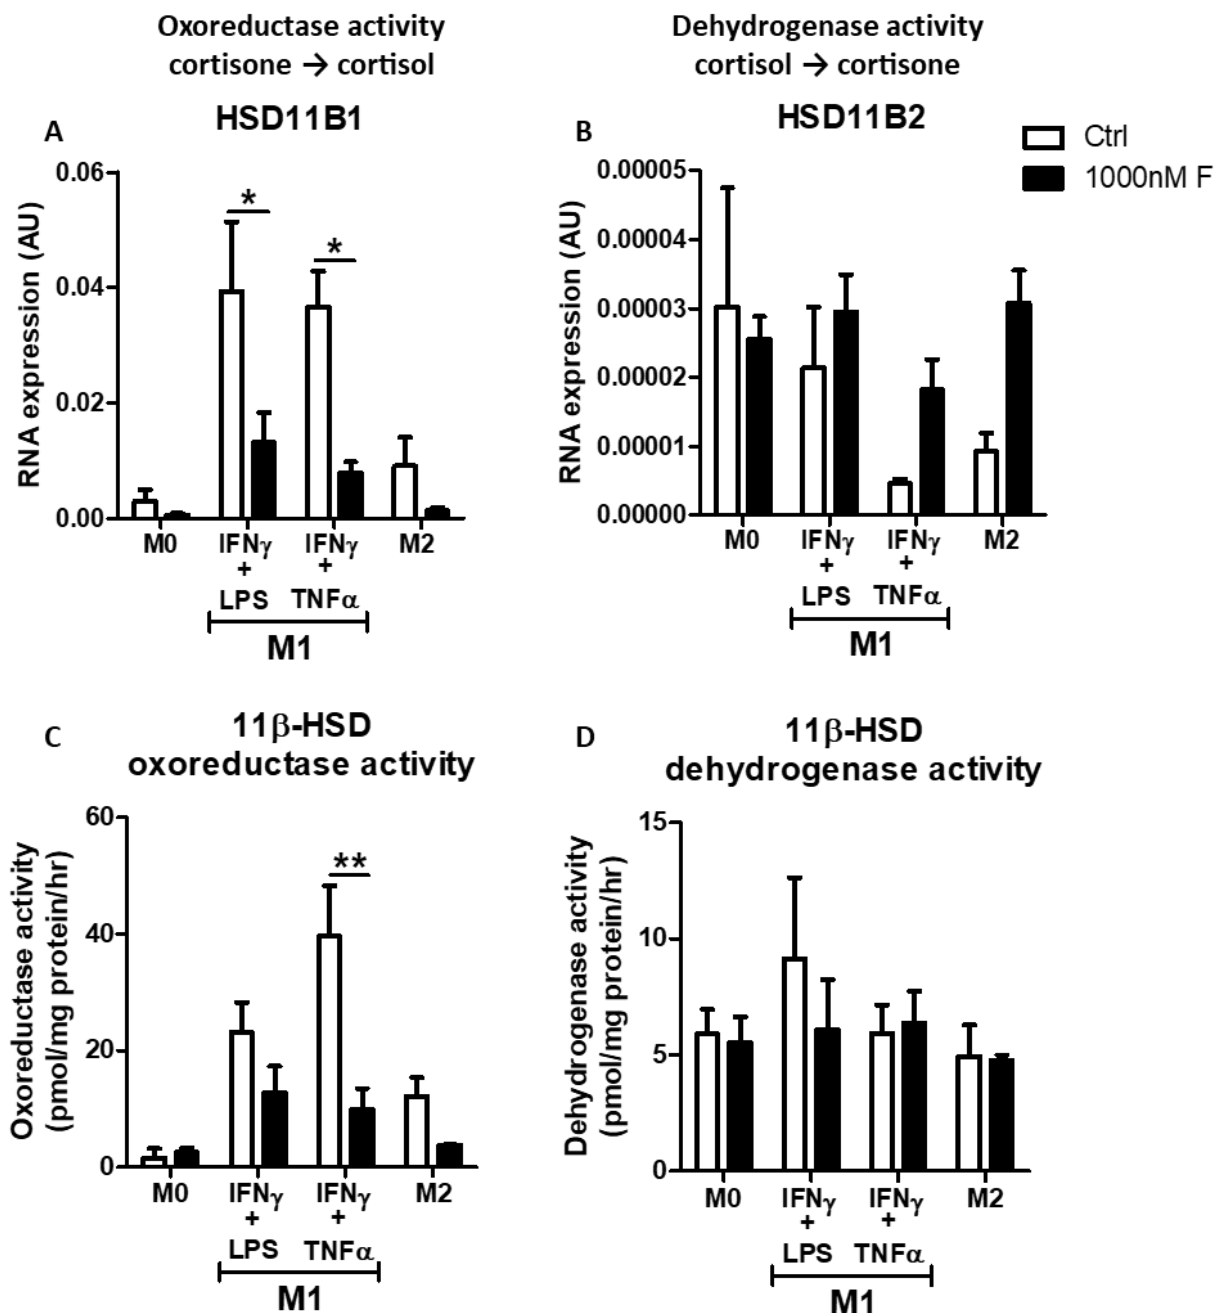 Oxoreductase activity
cortisone → cortisol
Dehydrogenase activity
cortisol → cortisone
A
HSD11B1
B
HSD11B2
Ctrl
1000nM F
RNA expression (AU)
0.06
0.04
0.02
0.00
*
*
M0
IFNγ
+
LPS
IFNγ
+
TNFα
M2
M1
RNA expression (AU)
0.00005
0.00004
0.00003
0.00002
0.00001
0.00000
M0
IFNγ
+
LPS
IFNγ
+
TNFα
M2
M1
C
11β-HSD
oxoreductase activity
Oxoreductase activity
(pmol/mg protein/hr)
60
40
20
0
**
M0
IFNγ
+
LPS
IFNγ
+
TNFα
M2
M1
D
11β-HSD
dehydrogenase activity
Dehydrogenase activity
(pmol/mg protein/hr)
15
10
5
0
M0
IFNγ
+
LPS
IFNγ
+
TNFα
M2
M1